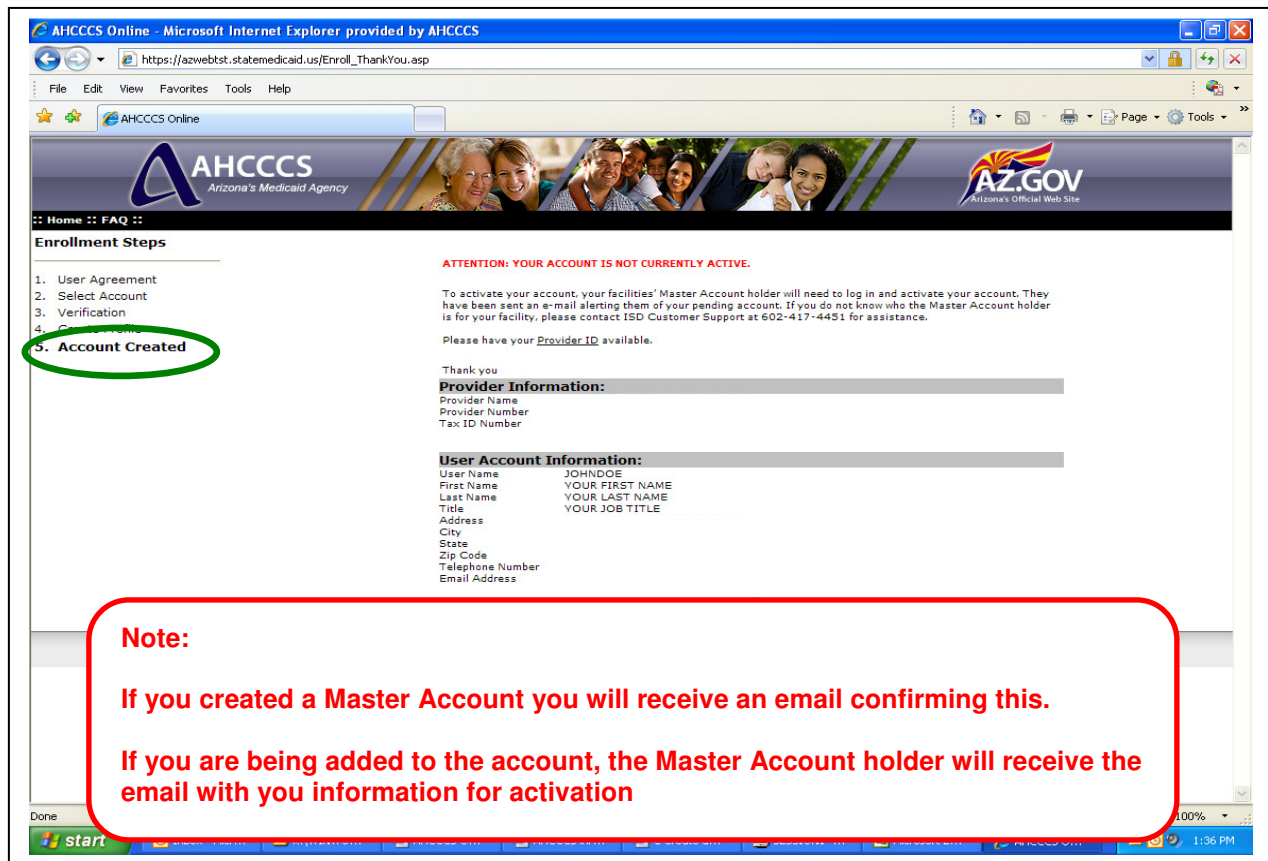 AHCCCS Online - Microsoft Internet Explorer provided by AHCCCS
https://azwebtst.statemedicaid.us/Enroll_ThankYou.asp
File Edit View Favorites Tools Help
AHCCCS Online
Page Tools
AHCCCS
Arizona's Medicaid Agency
AZ.GOV
Arizona's Official Web Site
:: Home :: FAQ ::
Enrollment Steps
1. User Agreement
2. Select Account
3. Verification
4. Create Profile
5. Account Created
ATTENTION: YOUR ACCOUNT IS NOT CURRENTLY ACTIVE.
To activate your account, your facilities' Master Account holder will need to log in and activate your account. They
have been sent an e-mail alerting them of your pending account. If you do not know who the Master Account holder
is for your facility, please contact ISD Customer Support at 602-417-4451 for assistance.
Please have your Provider ID available.
Thank you
Provider Information:
Provider Name
Provider Number
Tax ID Number
User Account Information:
User Name JOHNDOE
First Name YOUR FIRST NAME
Last Name YOUR LAST NAME
Title YOUR JOB TITLE
Address
City
State
Zip Code
Telephone Number
Email Address
Note:
If you created a Master Account you will receive an email confirming this.
If you are being added to the account, the Master Account holder will receive the
email with you information for activation
Done
100%
start
1:36 PM